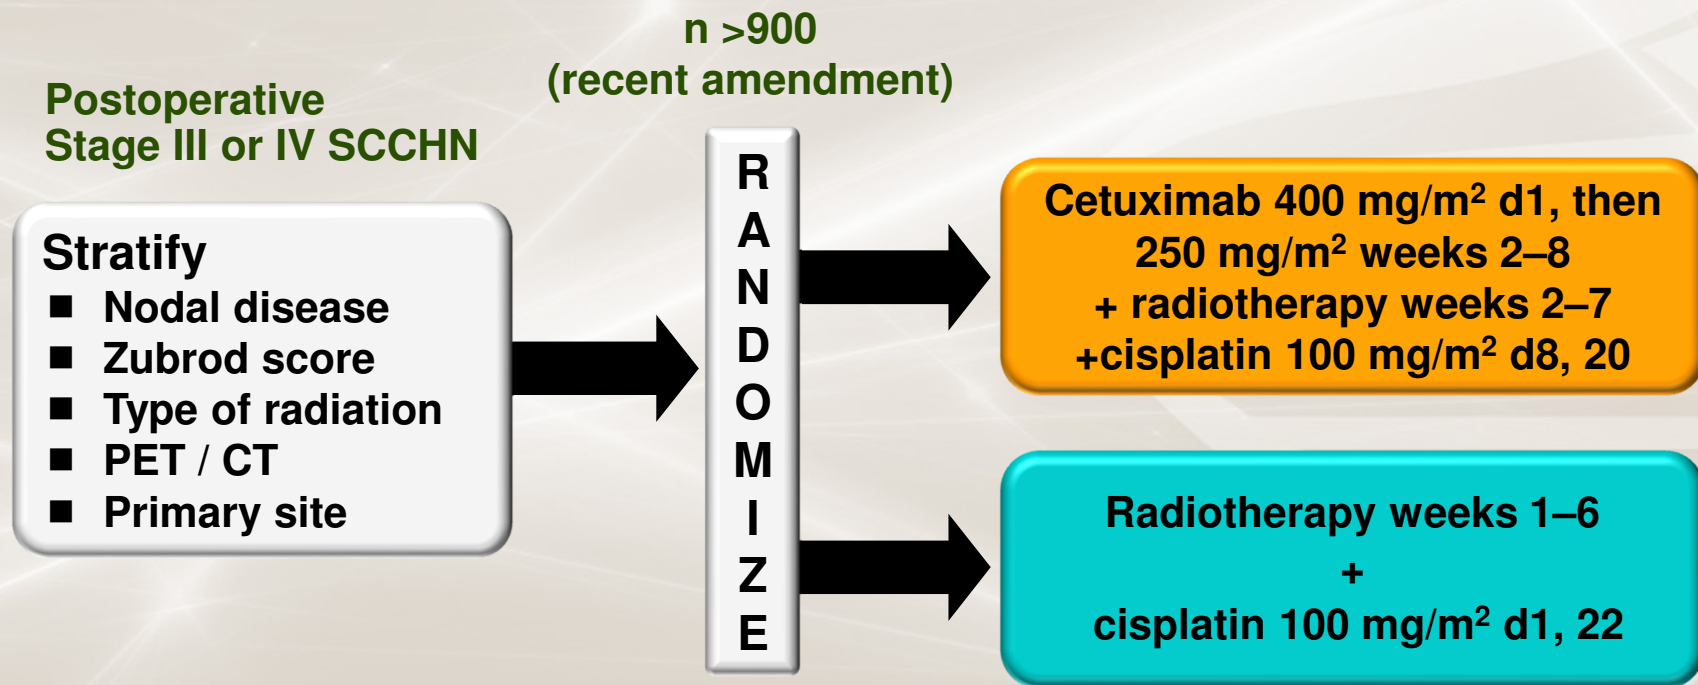 n >900
(recent amendment)
Postoperative
Stage III or IV SCCHN
Stratify
■ Nodal disease
■ Zubrod score
■ Type of radiation
■ PET / CT
■ Primary site
R
A
N
D
O
M
I
Z
E
Cetuximab 400 mg/m² d1, then
250 mg/m² weeks 2–8
+ radiotherapy weeks 2–7
+cisplatin 100 mg/m² d8, 20
Radiotherapy weeks 1–6
+
cisplatin 100 mg/m² d1, 22